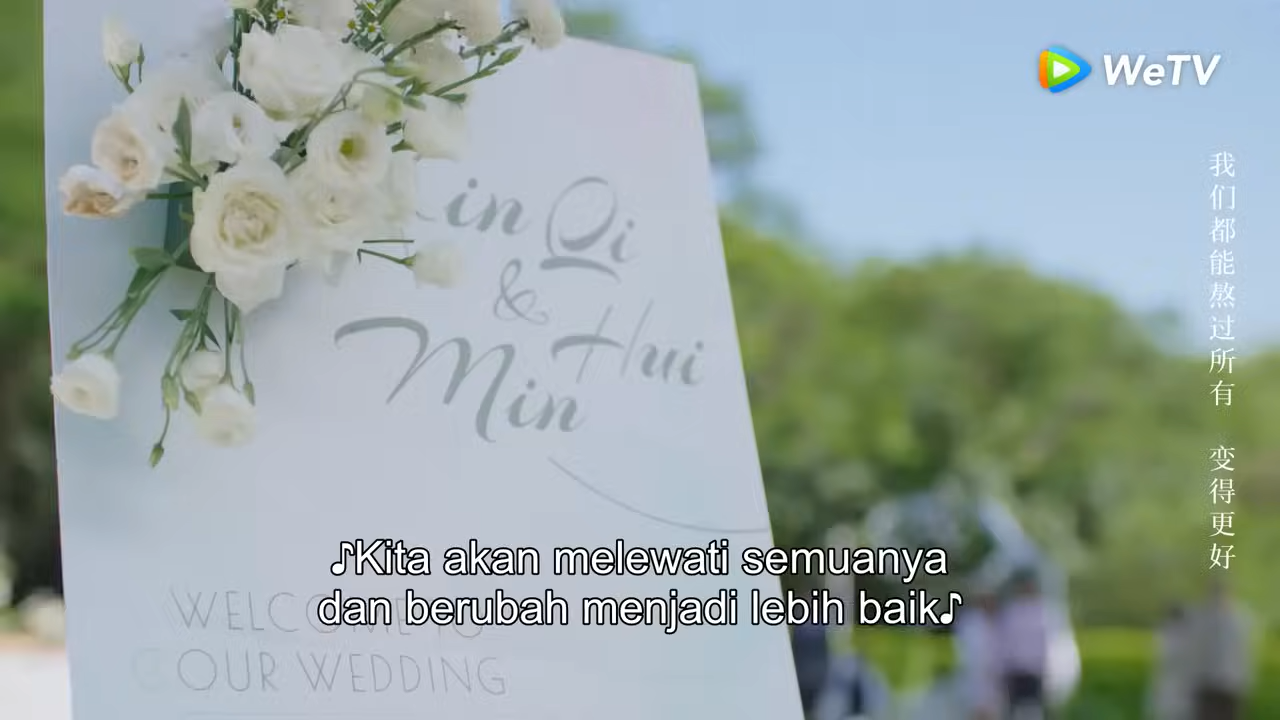 WeTV
我们都能熬过所有 变得更好
in Qi
&
Min Hui
♪Kita akan melewati semuanya
dan berubah menjadi lebih baik♪
WELCOME TO
OUR WEDDING